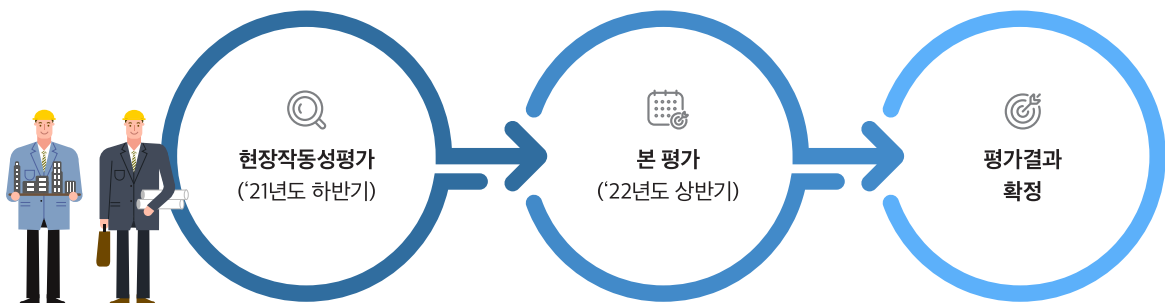 현장작동성평가
(‘21년도 하반기)
본 평가
(‘22년도 상반기)
평가결과
확정